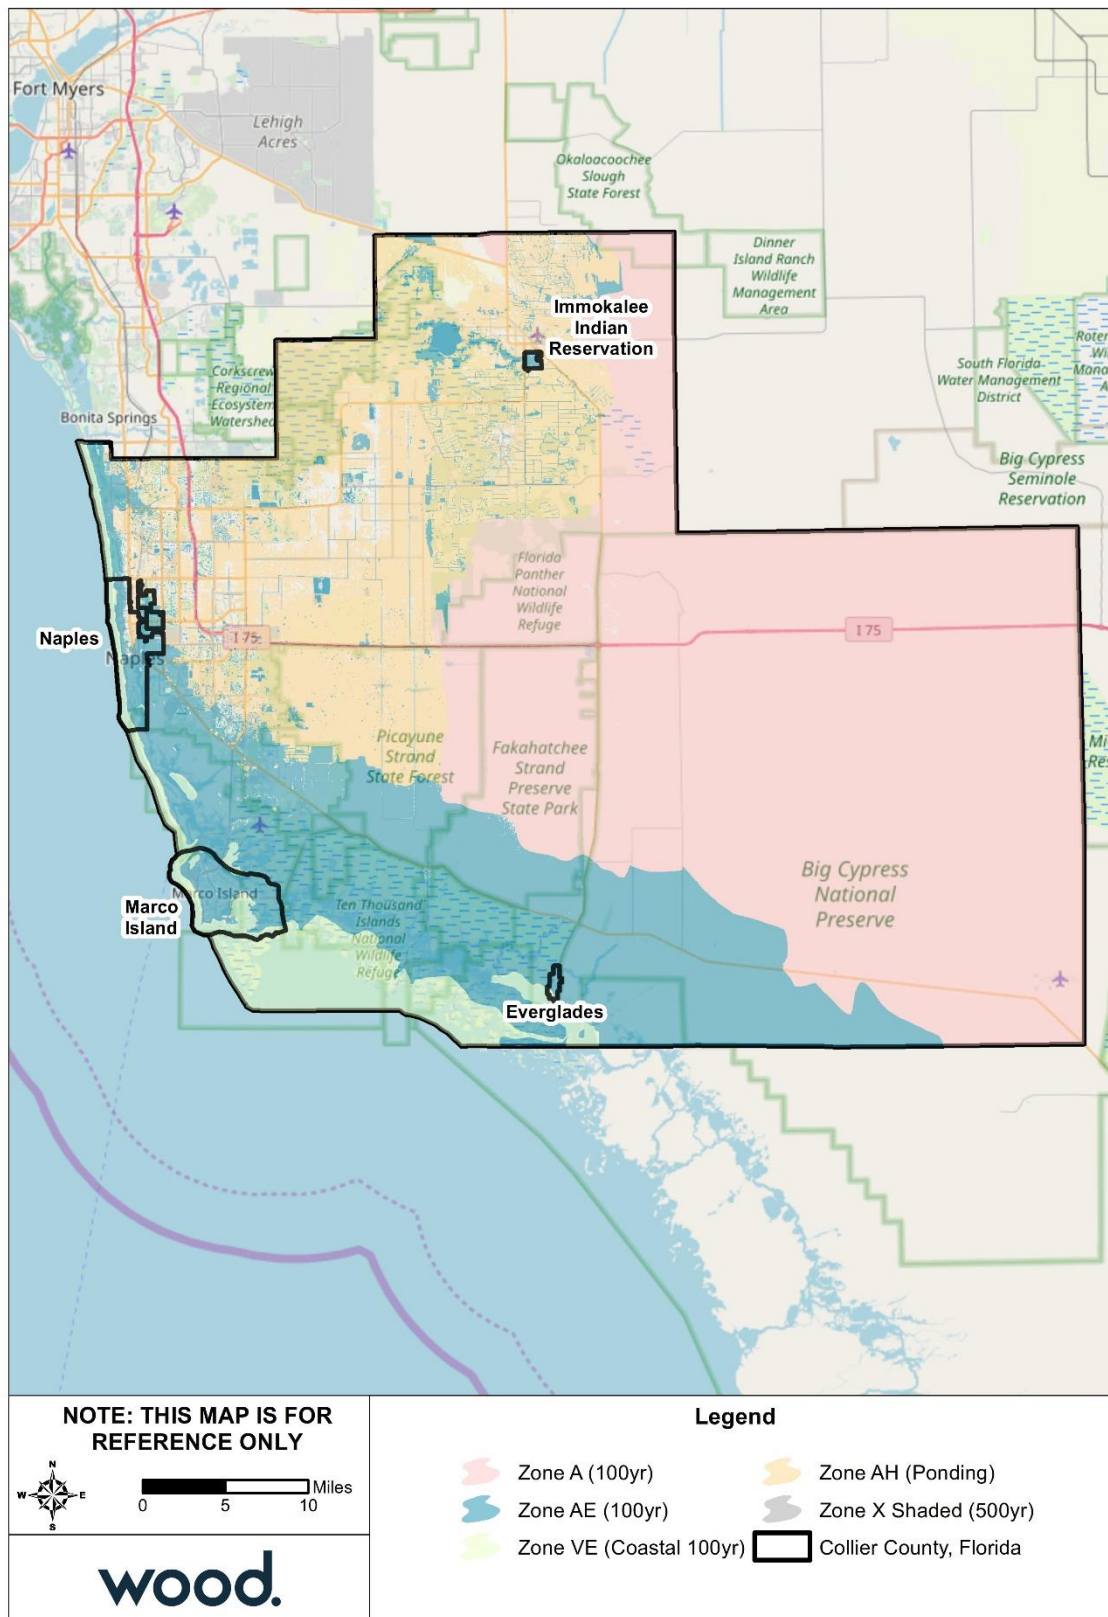 Fort Myers
Lehigh
Acres
Okaloacoochee
Slough
State Forest
Dinner
Island Ranch
Wildlife
Management
Area
Immokalee
Indian
Reservation
Corkscrew
Regional
Ecosystem
Watershed
South Florida
Water Management
District
Bonita Springs
Big Cypress
Seminole
Reservation
Florida
Panther
National
Wildlife
Refuge
Naples
Naples
I 75
I 75
Picayune
Strand
State Forest
Fakahatchee
Strand
Preserve
State Park
Big Cypress
National
Preserve
Marco Island
Marco
Island
Ten Thousand
Islands
National
Wildlife
Refuge
Everglades
NOTE: THIS MAP IS FOR
REFERENCE ONLY
N
W E
S
0 5 10 Miles
wood.
Legend
Zone A (100yr)
Zone AE (100yr)
Zone VE (Coastal 100yr)
Zone AH (Ponding)
Zone X Shaded (500yr)
Collier County, Florida